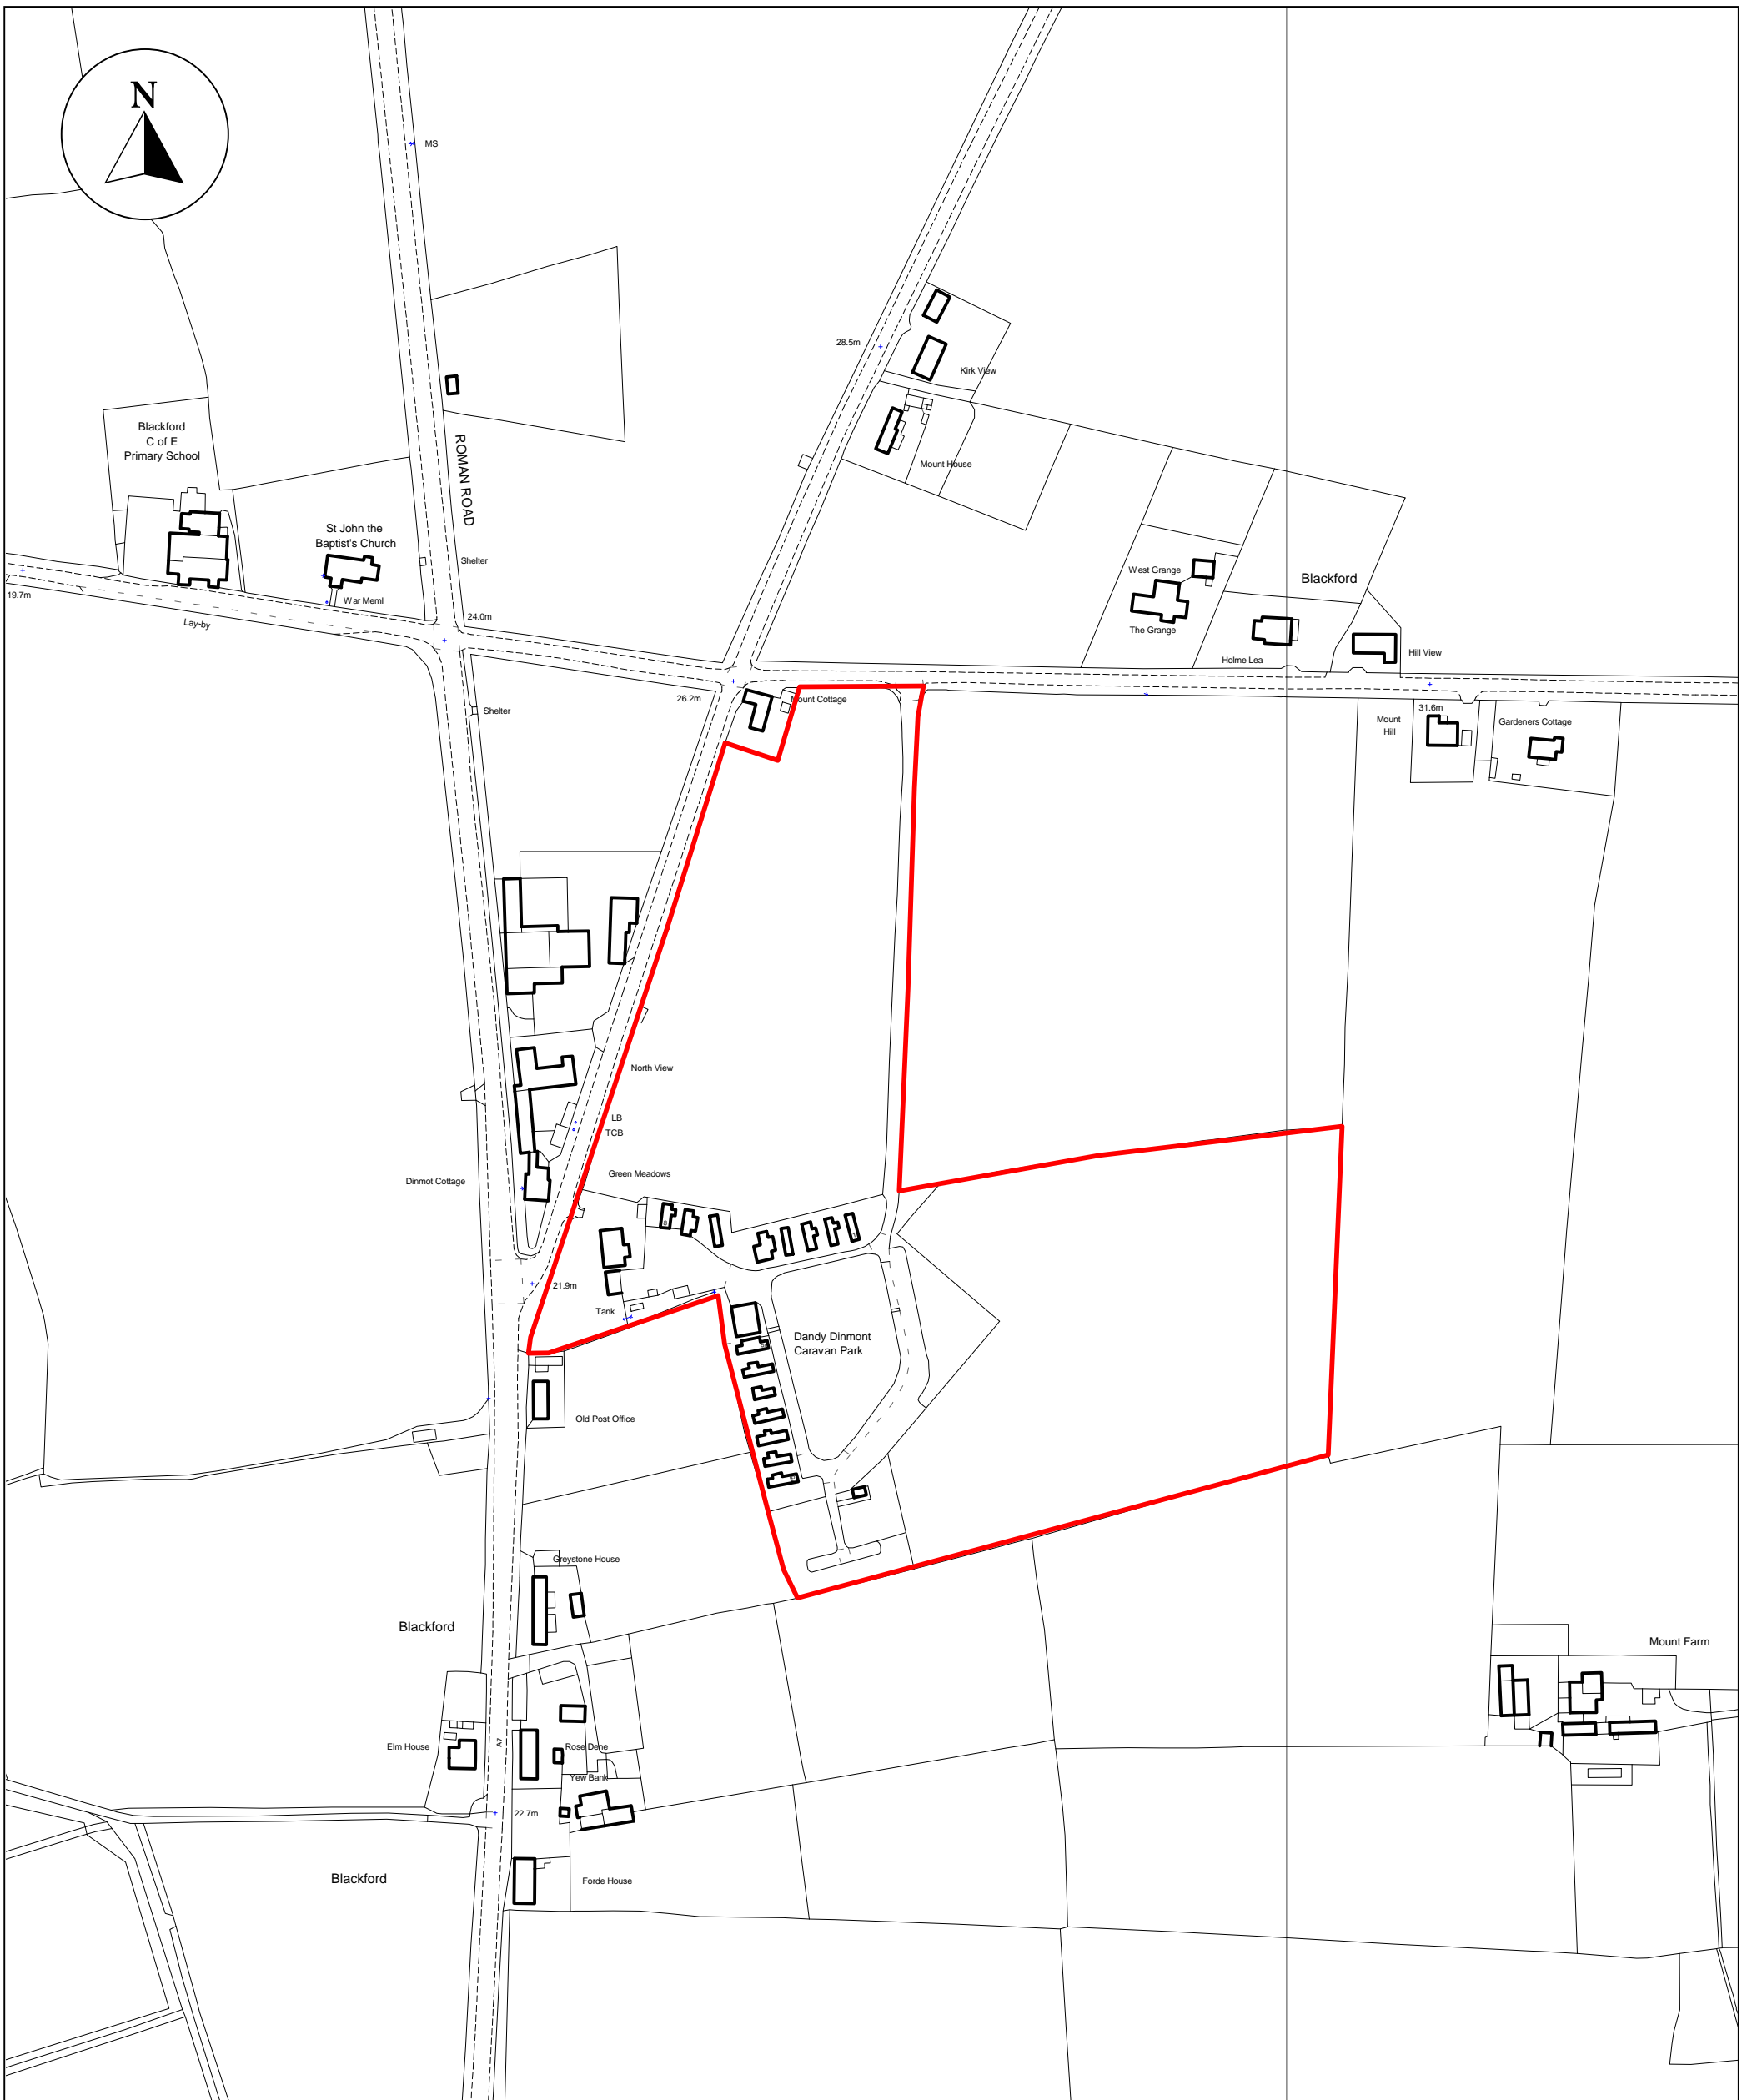 N
MS
28.5m
Kirk View
Blackford
C of E
Primary School
ROMAN ROAD
Mount House
St John the
Baptist's Church
Shelter
West Grange
Blackford
19.7m
War Meml
24.0m
Lay-by
The Grange
Holme Lea
Hill View
26.2m
Mount Cottage
Shelter
31.6m
Mount
Hill
Gardeners Cottage
North View
LB
TCB
Dinmot Cottage
Green Meadows
21.9m
Tank
Dandy Dinmont
Caravan Park
Old Post Office
Greystone House
Blackford
Mount Farm
Elm House
A7
Rose Dene
Yew Bank
22.7m
Blackford
Forde House